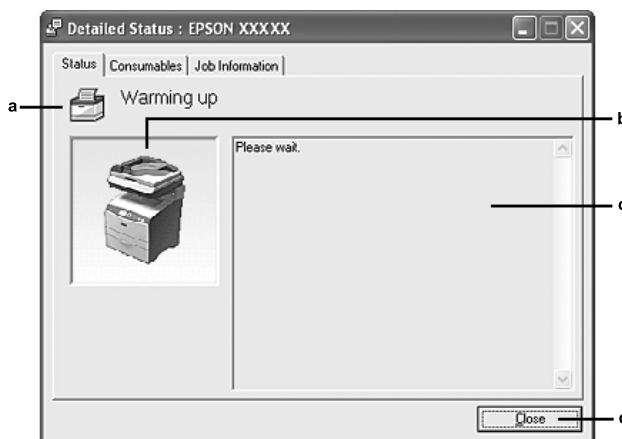 Detailed Status : EPSON XXXXX
Status Consumables Job Information
a
Warming up
b
Please wait.
Close